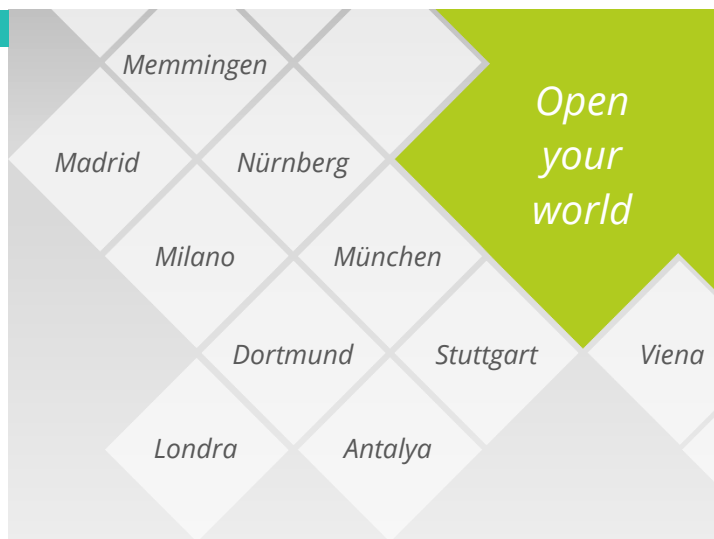 Memmingen
Open
your
world
Madrid
Nürnberg
Milano
München
Dortmund
Stuttgart
Viena
Londra
Antalya